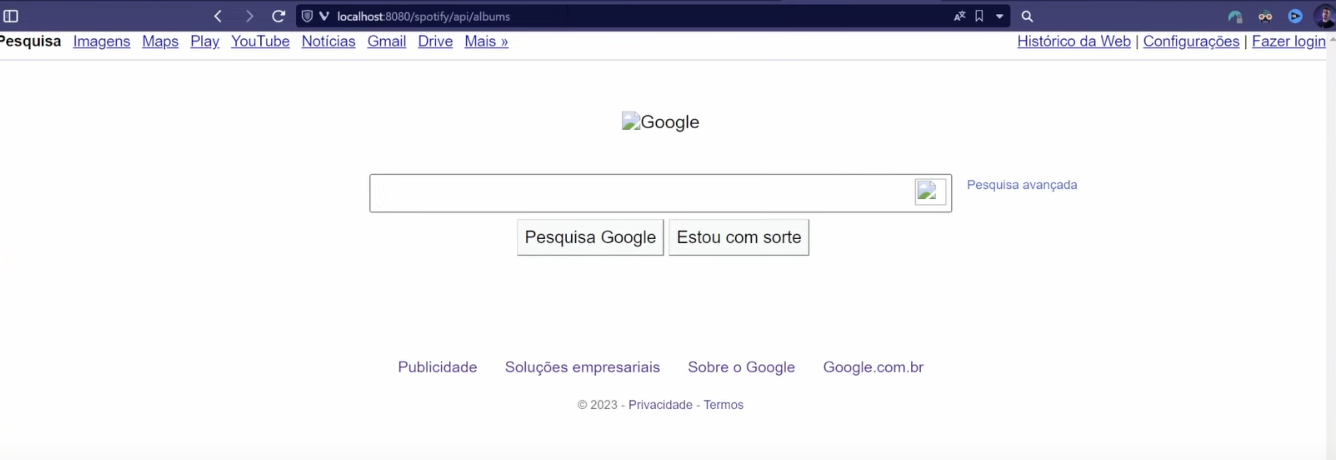 localhost:8080/spotify/api/albums
Pesquisa Imagens Maps Play YouTube Notícias Gmail Drive Mais » Histórico da Web | Configurações | Fazer login
Google
Pesquisa avançada
Pesquisa Google Estou com sorte
Publicidade Soluções empresariais Sobre o Google Google.com.br
© 2023 - Privacidade - Termos